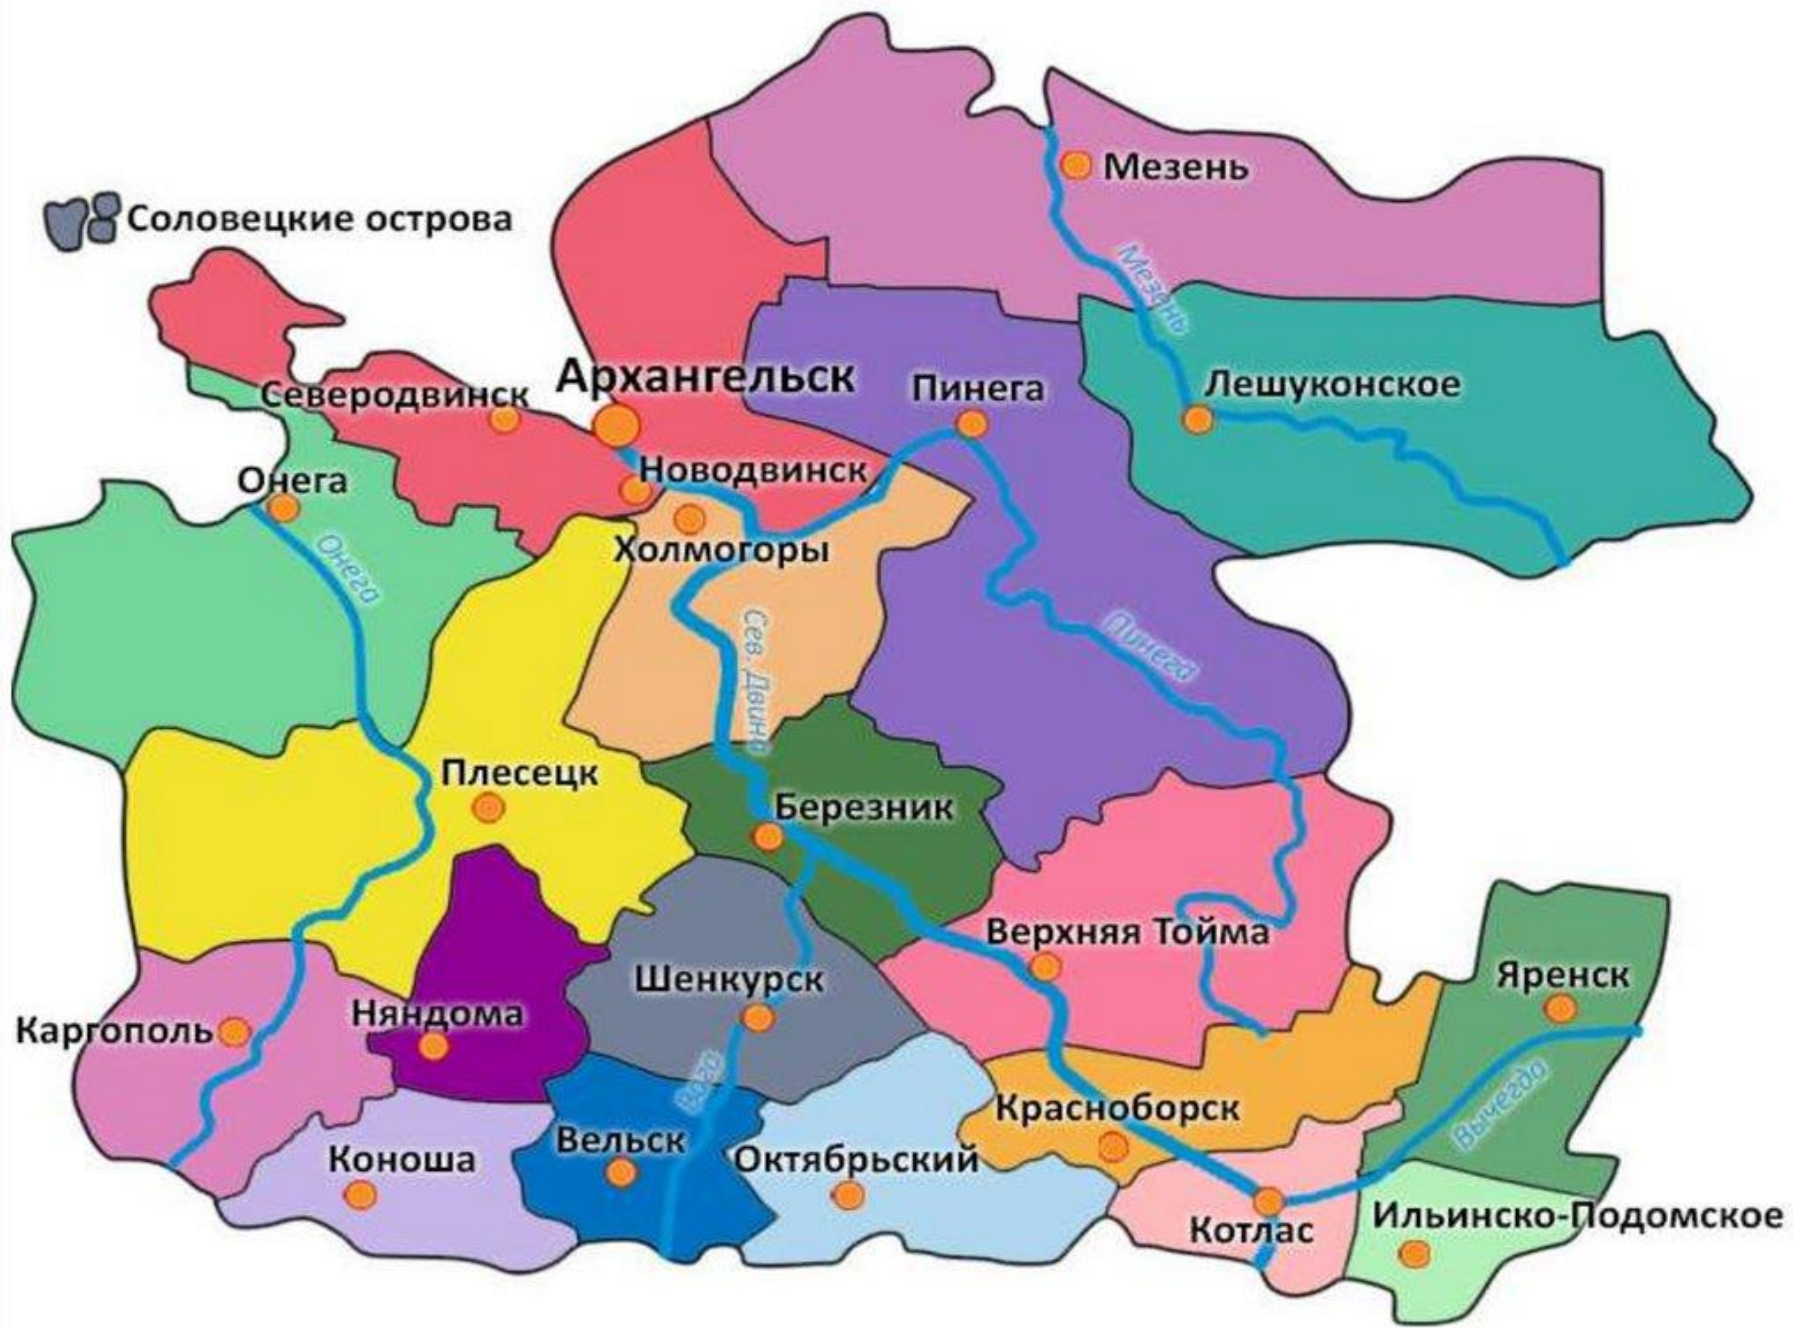 Мезень
Соловецкие острова
Мезень
Архангельск
Пинега
Лешуконское
Северодвинск
Новодвинск
Онега
Холмогоры
Онега
Сев. Двина
Пинега
Плесецк
Березник
Верхняя Тойма
Шенкурск
Яренск
Няндома
Каргополь
Вага
Красноборск
Вычегда
Вельск
Коноша
Октябрьский
Котлас
Ильинско-Подомское